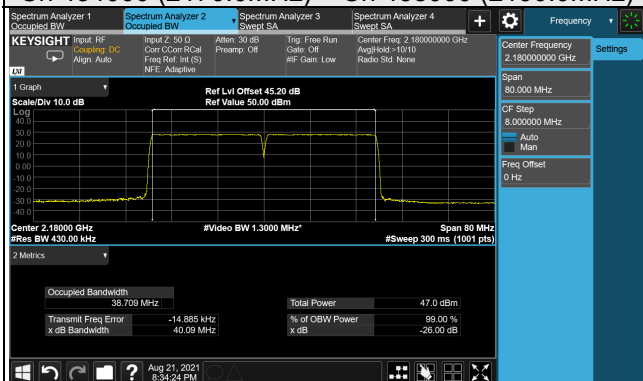 Spectrum Analyzer 1
Occupied BW
Spectrum Analyzer 2
Occupied BW
Spectrum Analyzer 3
Swept SA
Spectrum Analyzer 4
Swept SA
+
Frequency
KEYSIGHT
Input: RF
Coupling: DC
Align: Auto
Input Z: 50 Ω
Corr CCorr RCal
Freq Ref: Int (S)
NFE: Adaptive
Atten: 30 dB
Preamp: Off
Trig: Free Run
Gate: Off
#IF Gain: Low
Center Freq: 2.180000000 GHz
Avg|Hold:>10/10
Radio Std: None
LXI
Center Frequency
2.180000000 GHz
Settings
Span
80.000 MHz
CF Step
8.000000 MHz
Auto
Man
Freq Offset
0 Hz
1 Graph
Scale/Div 10.0 dB
Ref Lvl Offset 45.20 dB
Ref Value 50.00 dBm
Log
40.0
30.0
20.0
10.0
0.00
-10.0
-20.0
-30.0
-40.0
Center 2.18000 GHz
#Res BW 430.00 kHz
#Video BW 1.3000 MHz*
Span 80 MHz
#Sweep 300 ms (1001 pts)
2 Metrics
Occupied Bandwidth
38.709 MHz
Total Power 47.0 dBm
Transmit Freq Error -14.885 kHz
% of OBW Power 99.00 %
x dB Bandwidth 40.09 MHz
x dB -26.00 dB
?
Aug 21, 2021
8:34:24 PM